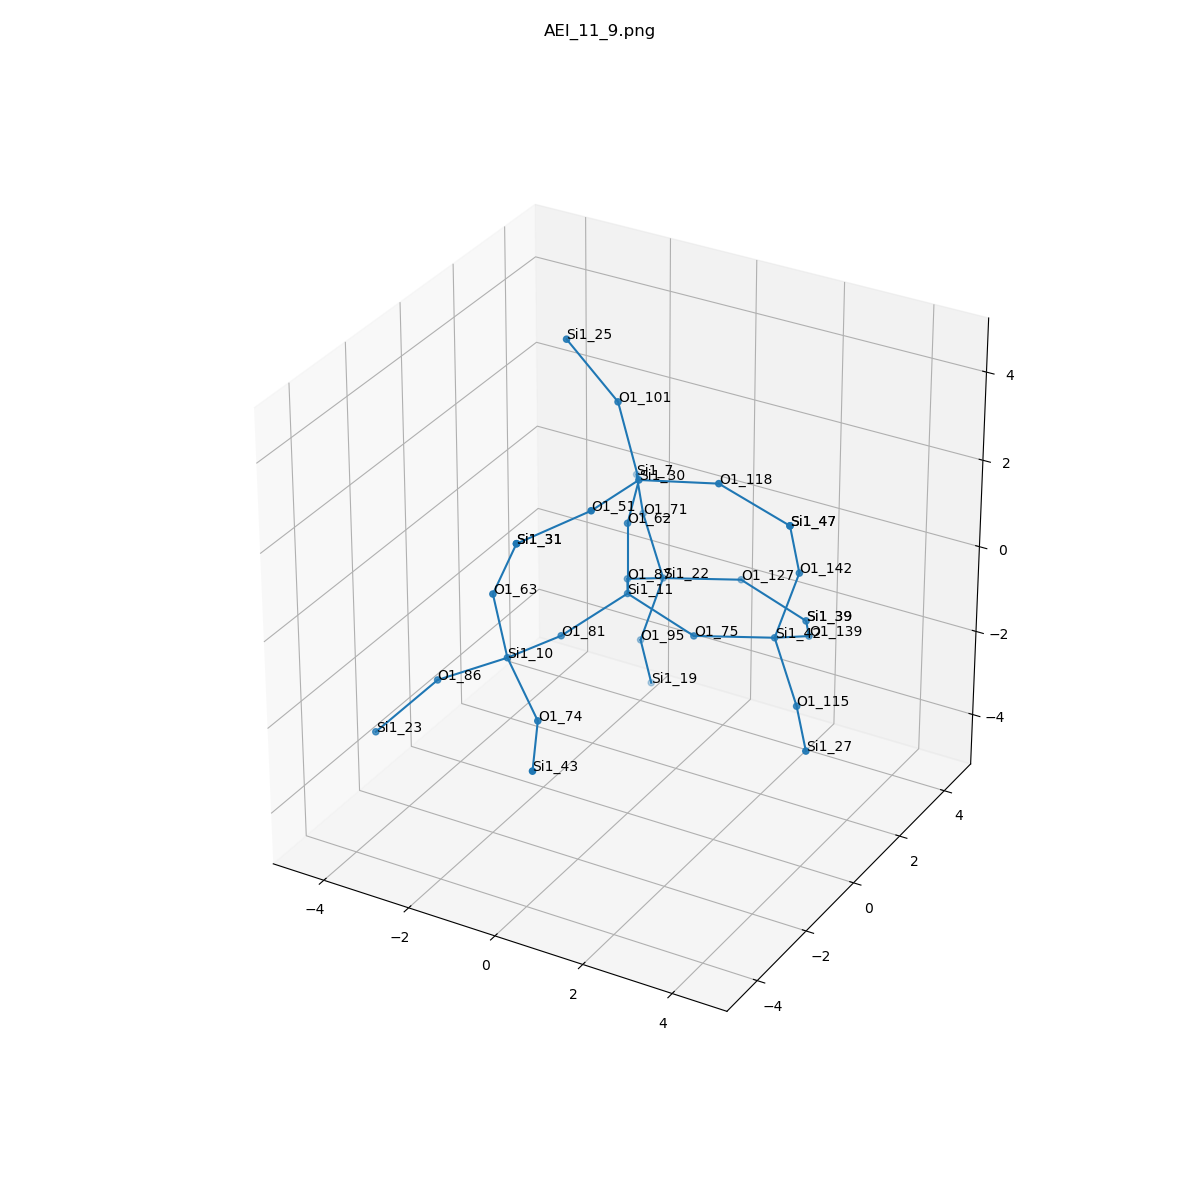 AEI_11_9.png
Si1_25
O1_101
Si1_7
Si1_30
O1_118
O1_51
O1_71
O1_62
Si1_47
Si1_31
O1_142
O1_87
Si1_22
O1_127
O1_63
Si1_11
Si1_39
O1_81
O1_95
O1_75
Si1_42
O1_139
Si1_10
O1_86
Si1_19
O1_115
O1_74
Si1_23
Si1_27
Si1_43
4
2
0
−2
−4
4
2
0
−2
−4
−4
−2
0
2
4